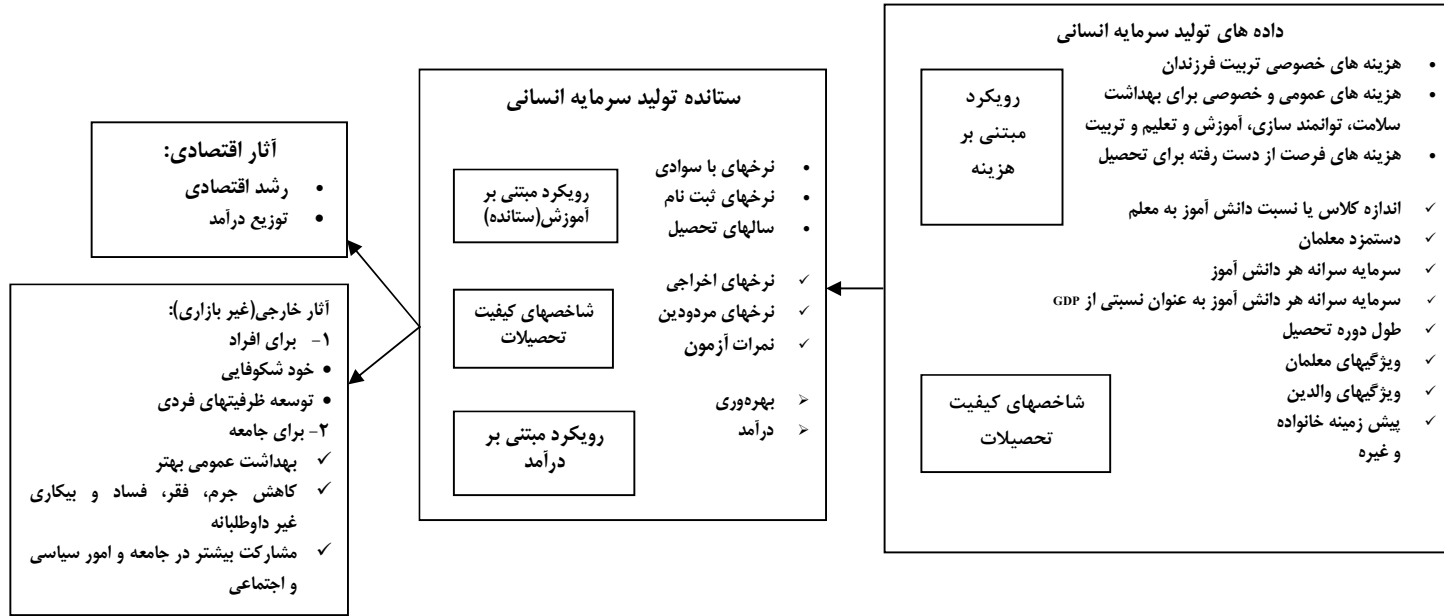 داده های تولید سرمایه انسانی
رویکرد
مبتنی بر
هزینه
• هزینه های خصوصی تربیت فرزندان
• هزینه های عمومی و خصوصی برای بهداشت
سلامت، توانمند سازی، آموزش و تعلیم و تربیت
• هزینه های فرصت از دست رفته برای تحصیل
✓ اندازه کلاس یا نسبت دانش آموز به معلم
✓ دستمزد معلمان
✓ سرمایه سرانه هر دانش آموز
✓ سرمایه سرانه هر دانش آموز به عنوان نسبتی از GDP
✓ طول دوره تحصیل
✓ ویژگیهای معلمان
✓ ویژگیهای والدین
✓ پیش زمینه خانواده
و غیره
شاخصهای کیفیت
تحصیلات
ستانده تولید سرمایه انسانی
• نرخهای با سوادی
• نرخهای ثبت نام
• سالهای تحصیل
رویکرد مبتنی بر
آموزش(ستانده)
✓ نرخهای اخراجی
✓ نرخهای مردودین
✓ نمرات آزمون
شاخصهای کیفیت
تحصیلات
➢ بهره‌وری
➢ درآمد
رویکرد مبتنی بر
درآمد
آثار اقتصادی:
• رشد اقتصادی
• توزیع درآمد
آثار خارجی(غیر بازاری):
۱- برای افراد
• خود شکوفایی
• توسعه ظرفیتهای فردی
۲- برای جامعه
✓ بهداشت عمومی بهتر
✓ کاهش جرم، فقر، فساد و بیکاری
غیر داوطلبانه
✓ مشارکت بیشتر در جامعه و امور سیاسی
و اجتماعی